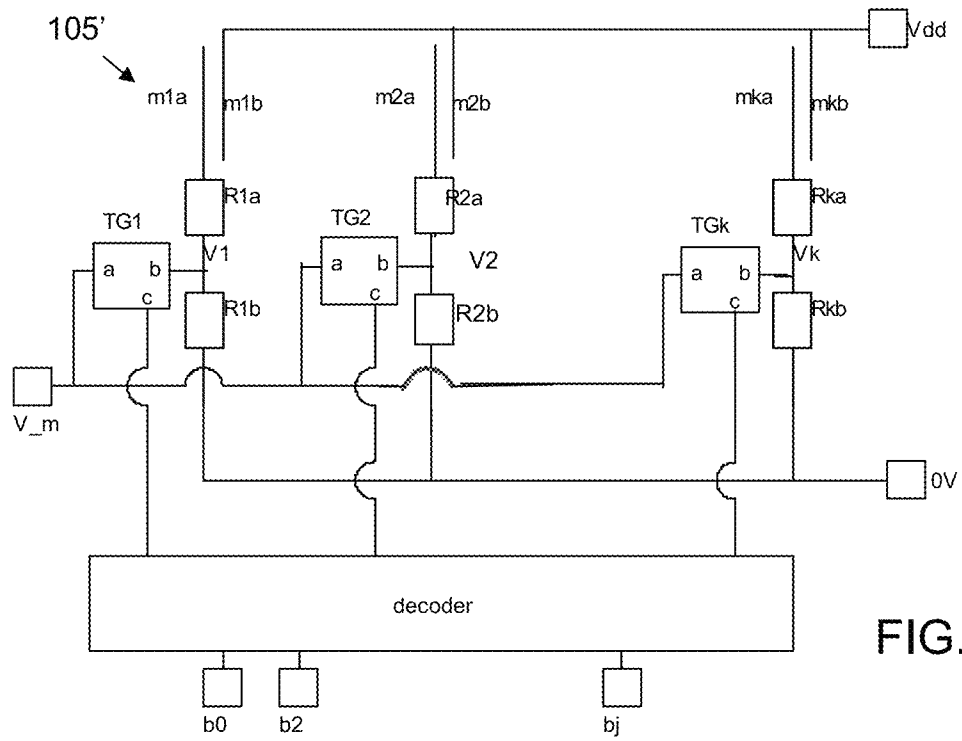 105'
Vdd
m1a
m1b
m2a
m2b
mka
mkb
R1a
R2a
Rka
TG1
TG2
TGk
V1
V2
Vk
a b
c
a b
c
a b
c
R1b
R2b
Rkb
V_m
0V
decoder
FIG.
b0
b2
bj